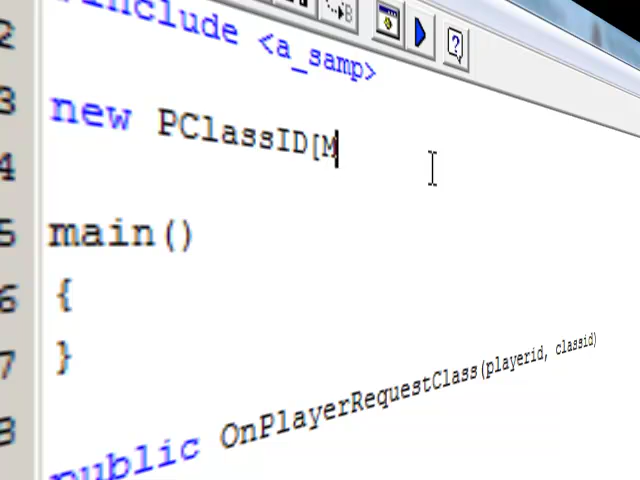 2 #include <a_samp>
3 new PClassID[M
4
5 main()
6 {
7 }
8 public OnPlayerRequestClass(playerid, classid)